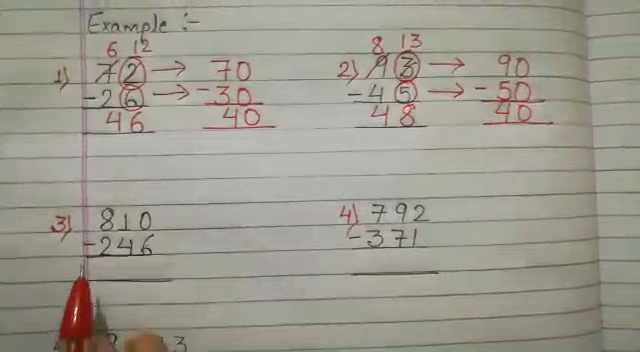 Example :-
6 12 8 13
1) 72 → 70 2) 93 → 90
-26 → -30 -45 → -50
46 40 48 40
3) 810 4) 792
-246 -371
3